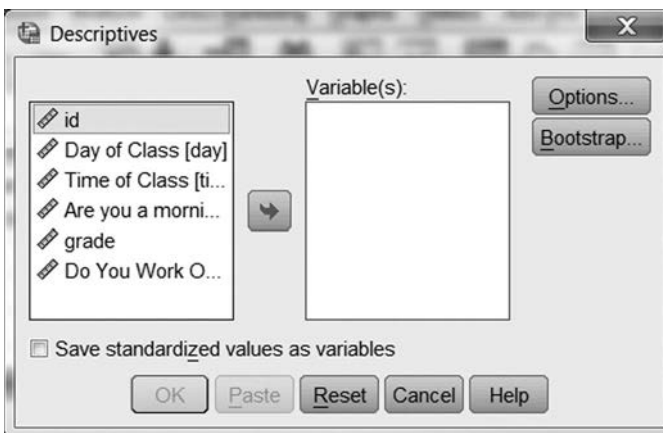 Descriptives
Variable(s):
id
Day of Class [day]
Time of Class [ti...
Are you a morni...
grade
Do You Work O...
Options...
Bootstrap...
Save standardized values as variables
OK Paste Reset Cancel Help